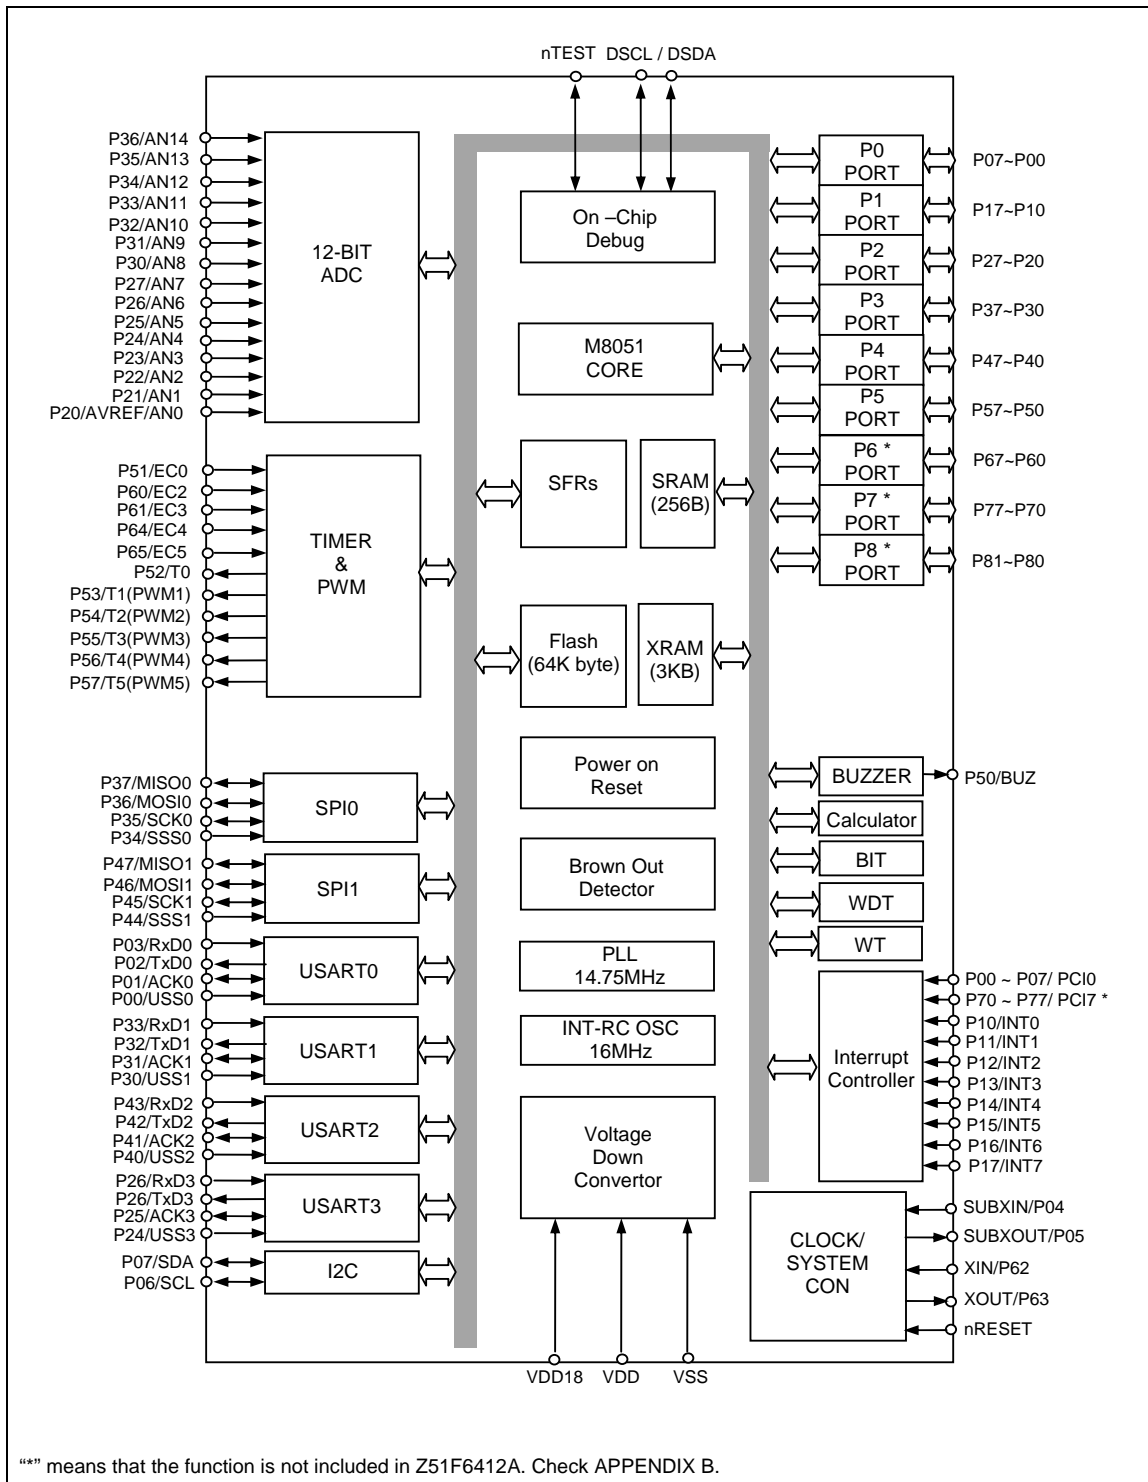 nTEST DSCL / DSDA
P36/AN14
P35/AN13
P34/AN12
P33/AN11
P32/AN10
P31/AN9
P30/AN8
P27/AN7
P26/AN6
P25/AN5
P24/AN4
P23/AN3
P22/AN2
P21/AN1
P20/AVREF/AN0
12-BIT
ADC
On –Chip
Debug
M8051
CORE
P0
PORT
P07~P00
P1
PORT
P17~P10
P2
PORT
P27~P20
P3
PORT
P37~P30
P4
PORT
P47~P40
P5
PORT
P57~P50
P6 *
PORT
P67~P60
P7 *
PORT
P77~P70
P8 *
PORT
P81~P80
P51/EC0
P60/EC2
P61/EC3
P64/EC4
P65/EC5
P52/T0
P53/T1(PWM1)
P54/T2(PWM2)
P55/T3(PWM3)
P56/T4(PWM4)
P57/T5(PWM5)
TIMER
&
PWM
SFRs
SRAM
(256B)
Flash
(64K byte)
XRAM
(3KB)
Power on
Reset
Brown Out
Detector
PLL
14.75MHz
INT-RC OSC
16MHz
Voltage
Down
Convertor
P37/MISO0
P36/MOSI0
P35/SCK0
P34/SSS0
SPI0
P47/MISO1
P46/MOSI1
P45/SCK1
P44/SSS1
SPI1
P03/RxD0
P02/TxD0
P01/ACK0
P00/USS0
USART0
P33/RxD1
P32/TxD1
P31/ACK1
P30/USS1
USART1
P43/RxD2
P42/TxD2
P41/ACK2
P40/USS2
USART2
P26/RxD3
P26/TxD3
P25/ACK3
P24/USS3
USART3
P07/SDA
P06/SCL
I2C
BUZZER
P50/BUZ
Calculator
BIT
WDT
WT
Interrupt
Controller
P00 ~ P07/ PCI0
P70 ~ P77/ PCI7 *
P10/INT0
P11/INT1
P12/INT2
P13/INT3
P14/INT4
P15/INT5
P16/INT6
P17/INT7
CLOCK/
SYSTEM
CON
SUBXIN/P04
SUBXOUT/P05
XIN/P62
XOUT/P63
nRESET
VDD18 VDD VSS
“*” means that the function is not included in Z51F6412A. Check APPENDIX B.